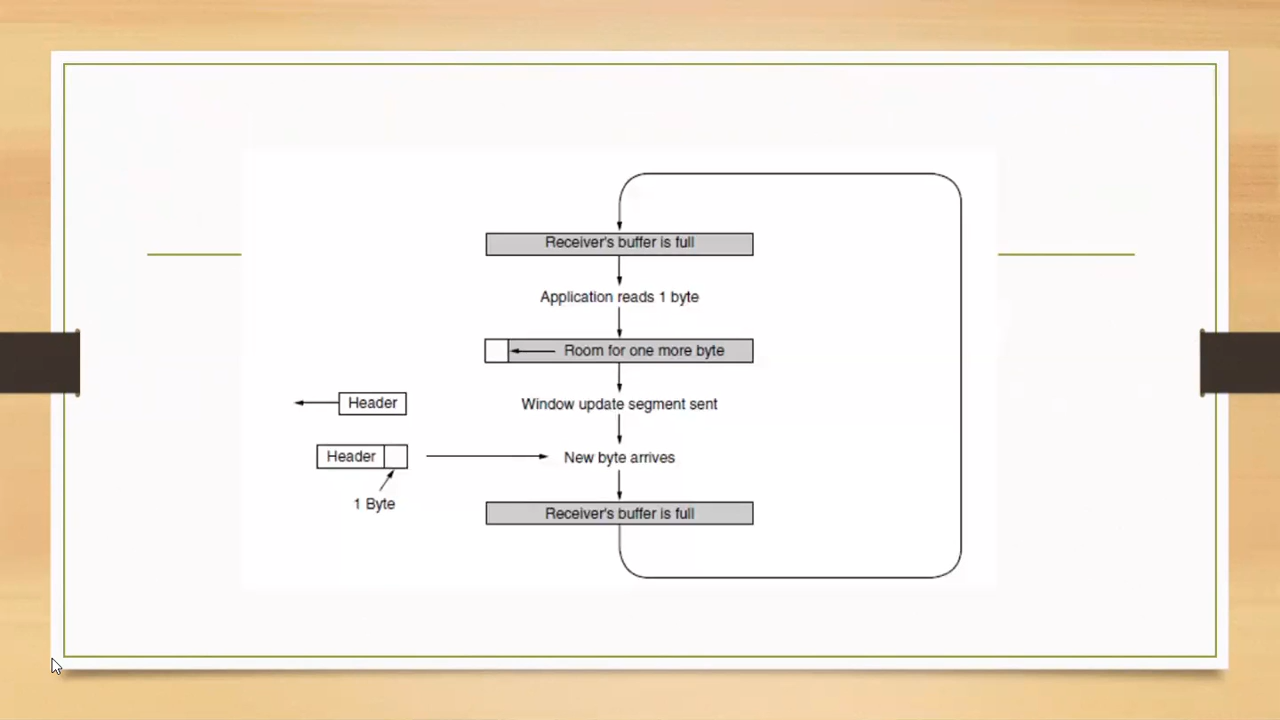 Receiver's buffer is full
Application reads 1 byte
Room for one more byte
Header
Window update segment sent
Header
New byte arrives
1 Byte
Receiver's buffer is full